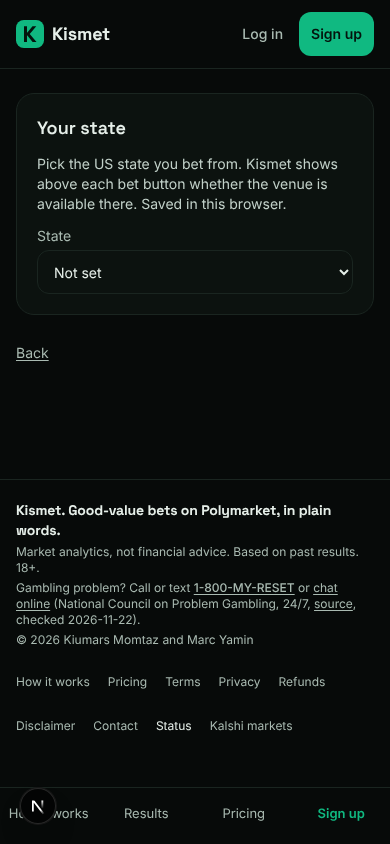 K Kismet
Log in
Sign up
Your state
Pick the US state you bet from. Kismet shows
above each bet button whether the venue is
available there. Saved in this browser.
State
Not set
Back
Kismet. Good-value bets on Polymarket, in plain
words.
Market analytics, not financial advice. Based on past results.
18+.
Gambling problem? Call or text 1-800-MY-RESET or chat
online (National Council on Problem Gambling, 24/7, source,
checked 2026-11-22).
© 2026 Kiumars Momtaz and Marc Yamin
How it works Pricing Terms Privacy Refunds
Disclaimer Contact Status Kalshi markets
N
works Results Pricing Sign up